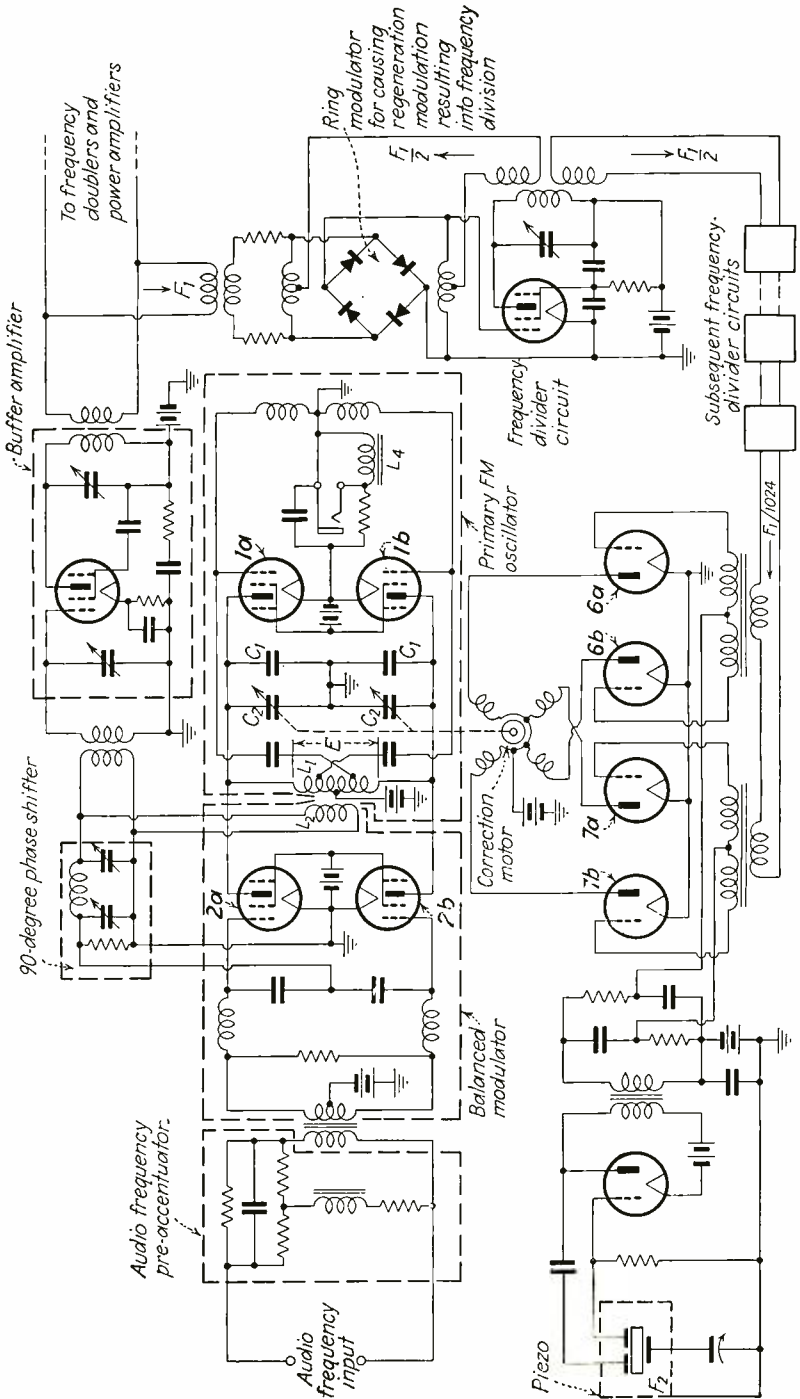 To frequency
doublers and
power amplifiers
Buffer amplifier
F₁
Ring
modulator
for causing
regeneration
modulation
resulting
into frequency
division
90-degree phase shifter
1a
1b
L₄
C₁
C₁
C₂
C₂
E
L₁
L₂
2a
2b
Primary FM
oscillator
F₁/2
F₁/2
Frequency-
divider
circuit
Audio frequency
pre-accentuator
Balanced
modulator
Audio
frequency
input
Correction
motor
Subsequent frequency-
divider circuits
6a
6b
7a
7b
F₁/1024
Piezo
F₂